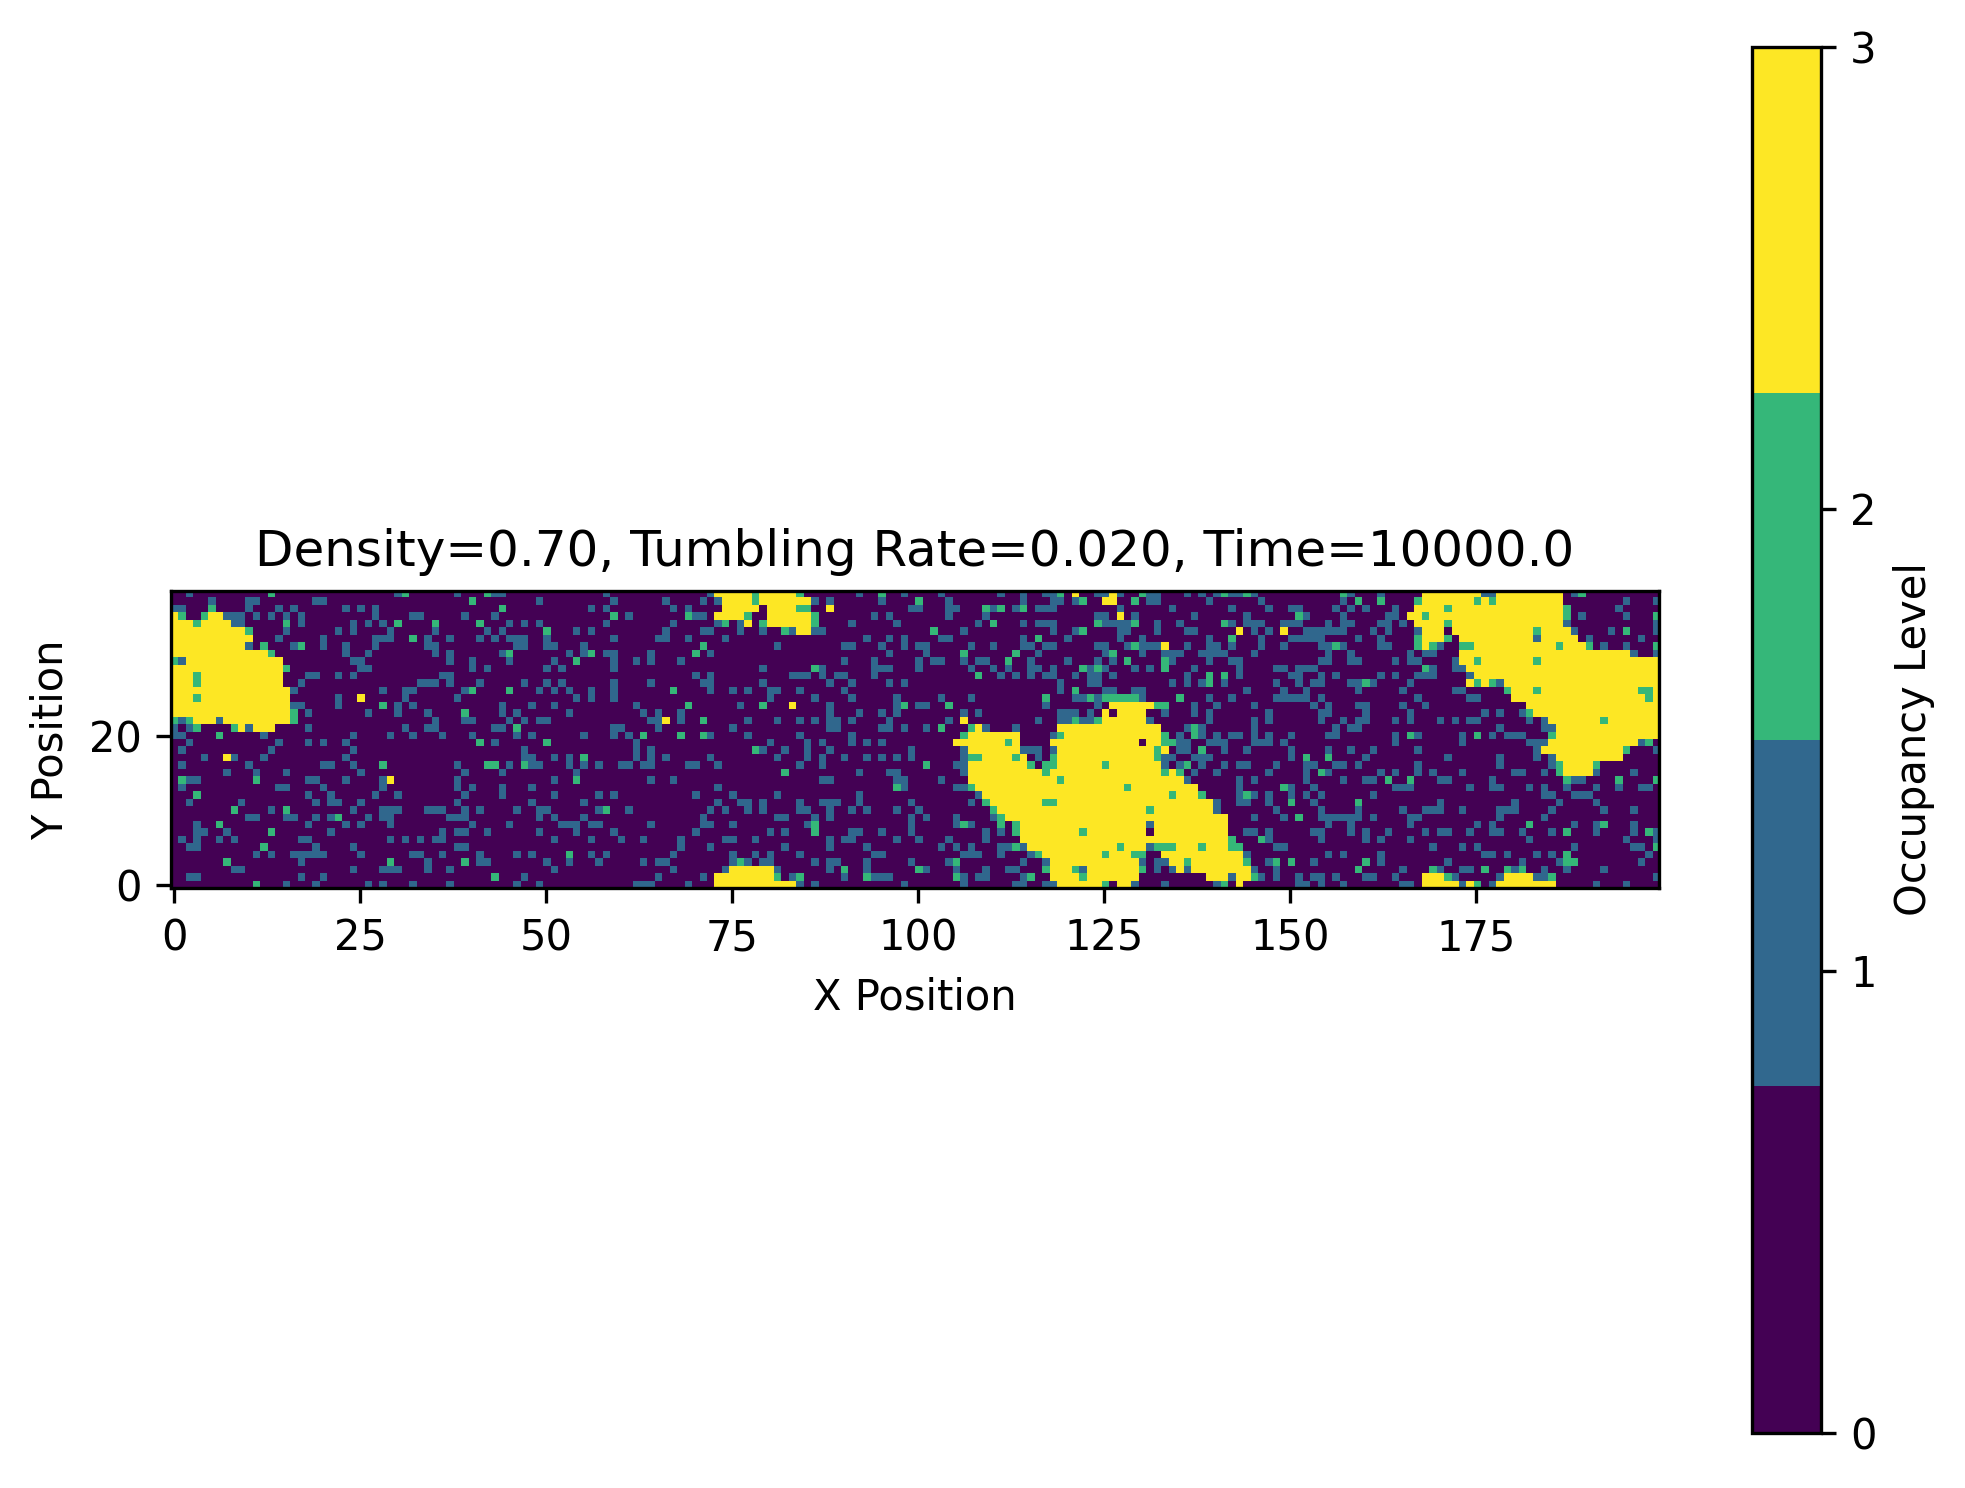 Density=0.70, Tumbling Rate=0.020, Time=10000.0
Y Position
20
0
0 25 50 75 100 125 150 175
X Position
3
2
1
0
Occupancy Level